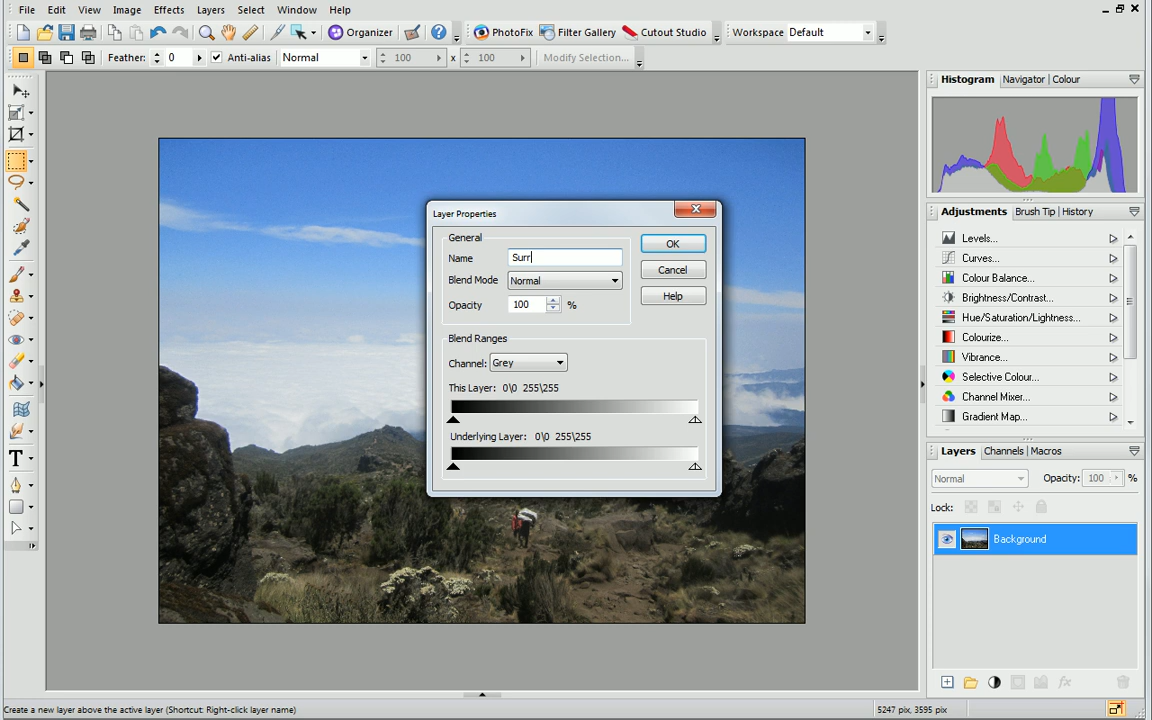 File Edit View Image Effects Layers Select Window Help
Organizer PhotoFix Filter Gallery Cutout Studio Workspace Default
Feather: 0 Anti-alias Normal 100 x 100 Modify Selection...
Histogram Navigator | Colour
Adjustments Brush Tip | History
Levels...
Curves...
Colour Balance...
Brightness/Contrast...
Hue/Saturation/Lightness...
Colourize...
Vibrance...
Selective Colour...
Channel Mixer...
Gradient Map...
Layer Properties
General
Name Surr
Blend Mode Normal
Opacity 100 %
OK
Cancel
Help
Blend Ranges
Channel: Grey
This Layer: 0\0 255\255
Underlying Layer: 0\0 255\255
Layers Channels | Macros
Normal Opacity: 100 %
Lock:
Background
T
fx
Create a new layer above the active layer (Shortcut: Right-click layer name) 5247 pix, 3595 pix